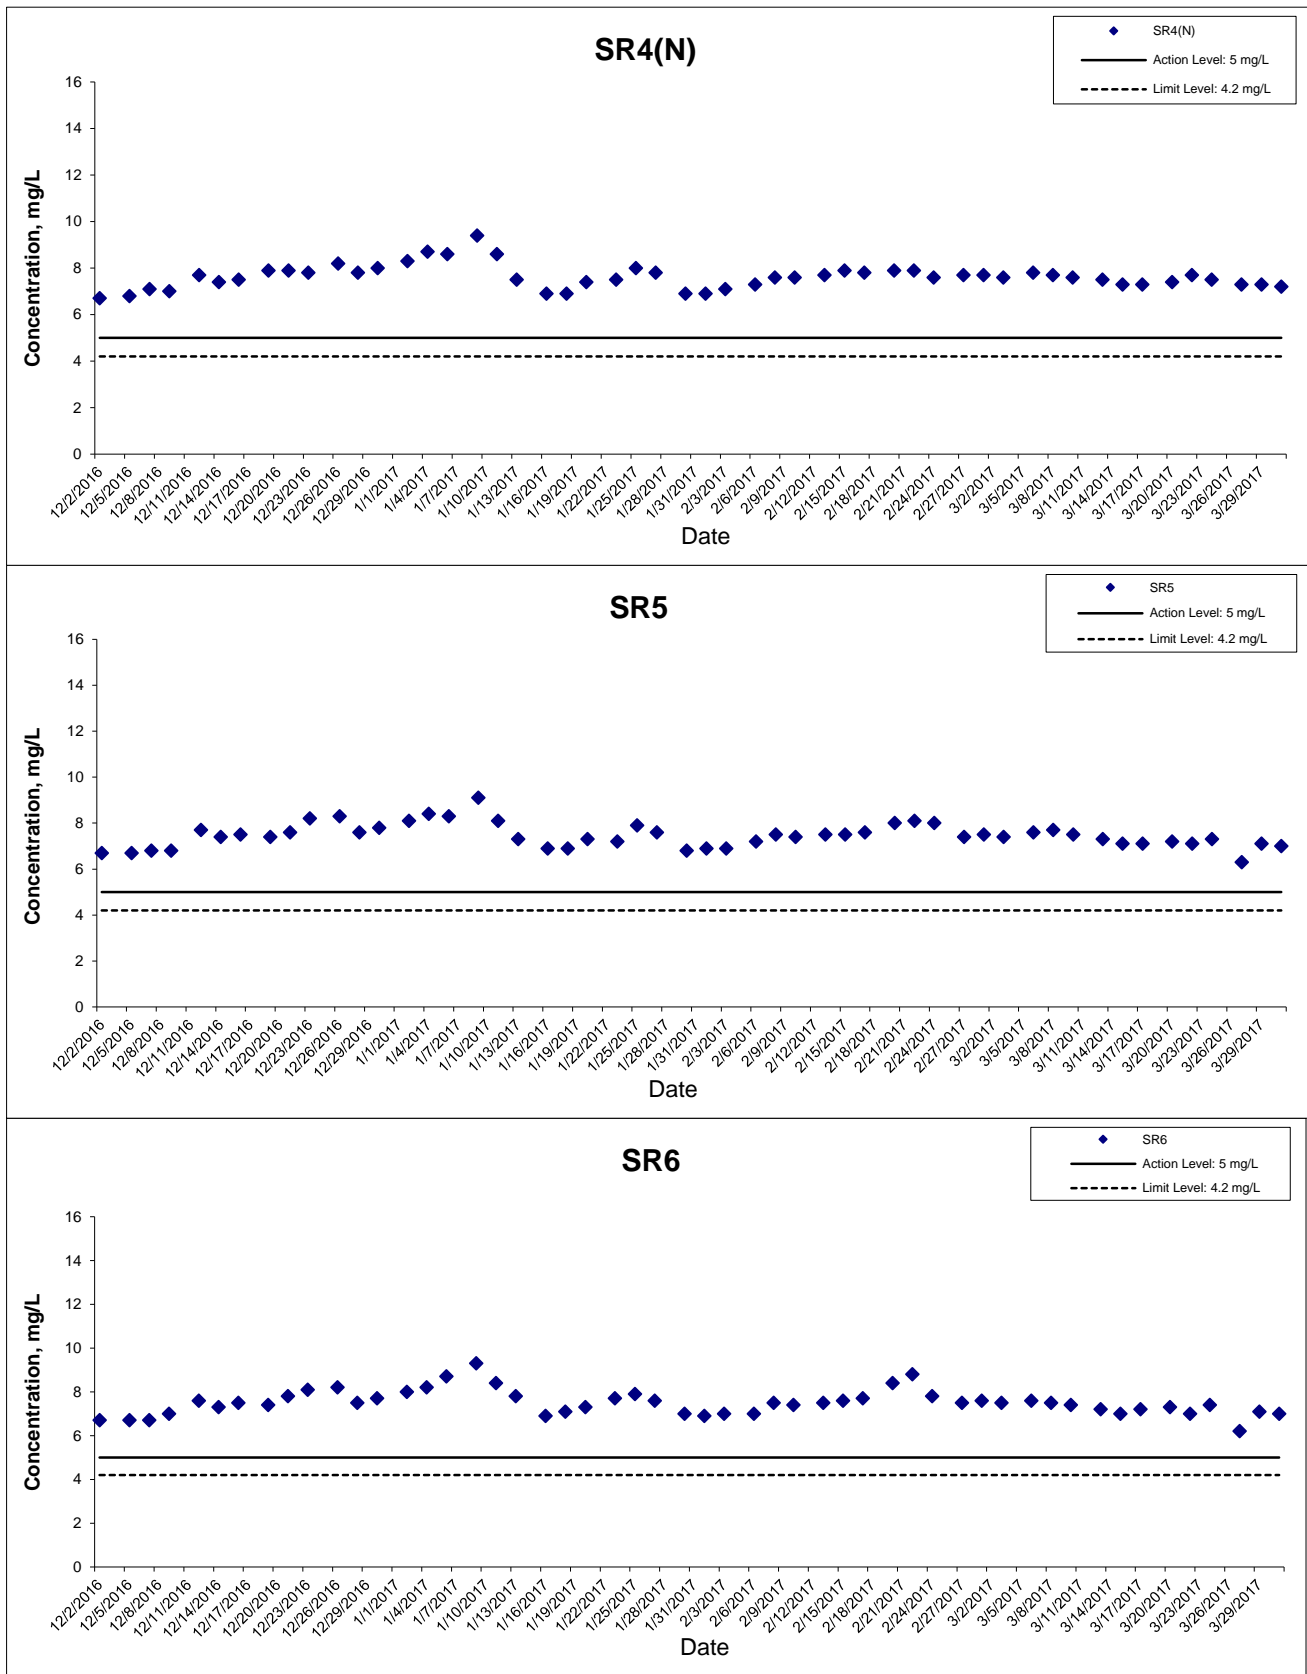 SR4(N)
SR4(N)
Action Level: 5 mg/L
Limit Level: 4.2 mg/L
Concentration, mg/L
16
14
12
10
8
6
4
2
0
12/2/2016 12/5/2016 12/8/2016 12/11/2016 12/14/2016 12/17/2016 12/20/2016 12/23/2016 12/26/2016 12/29/2016 1/1/2017 1/4/2017 1/7/2017 1/10/2017 1/13/2017 1/16/2017 1/19/2017 1/22/2017 1/25/2017 1/28/2017 1/31/2017 2/3/2017 2/6/2017 2/9/2017 2/12/2017 2/15/2017 2/18/2017 2/21/2017 2/24/2017 2/27/2017 3/2/2017 3/5/2017 3/8/2017 3/11/2017 3/14/2017 3/17/2017 3/20/2017 3/23/2017 3/26/2017 3/29/2017
Date
SR5
SR5
Action Level: 5 mg/L
Limit Level: 4.2 mg/L
Concentration, mg/L
16
14
12
10
8
6
4
2
0
12/2/2016 12/5/2016 12/8/2016 12/11/2016 12/14/2016 12/17/2016 12/20/2016 12/23/2016 12/26/2016 12/29/2016 1/1/2017 1/4/2017 1/7/2017 1/10/2017 1/13/2017 1/16/2017 1/19/2017 1/22/2017 1/25/2017 1/28/2017 1/31/2017 2/3/2017 2/6/2017 2/9/2017 2/12/2017 2/15/2017 2/18/2017 2/21/2017 2/24/2017 2/27/2017 3/2/2017 3/5/2017 3/8/2017 3/11/2017 3/14/2017 3/17/2017 3/20/2017 3/23/2017 3/26/2017 3/29/2017
Date
SR6
SR6
Action Level: 5 mg/L
Limit Level: 4.2 mg/L
Concentration, mg/L
16
14
12
10
8
6
4
2
0
12/2/2016 12/5/2016 12/8/2016 12/11/2016 12/14/2016 12/17/2016 12/20/2016 12/23/2016 12/26/2016 12/29/2016 1/1/2017 1/4/2017 1/7/2017 1/10/2017 1/13/2017 1/16/2017 1/19/2017 1/22/2017 1/25/2017 1/28/2017 1/31/2017 2/3/2017 2/6/2017 2/9/2017 2/12/2017 2/15/2017 2/18/2017 2/21/2017 2/24/2017 2/27/2017 3/2/2017 3/5/2017 3/8/2017 3/11/2017 3/14/2017 3/17/2017 3/20/2017 3/23/2017 3/26/2017 3/29/2017
Date